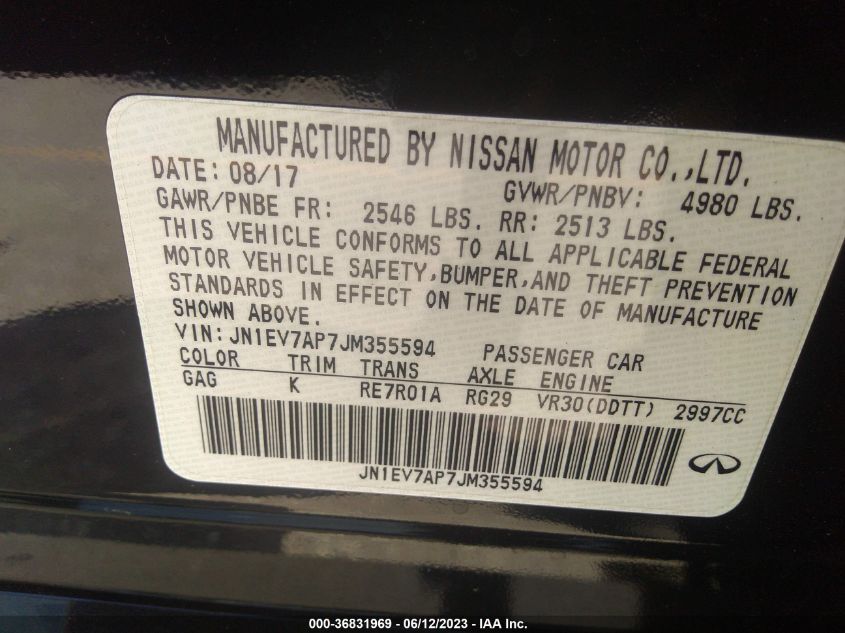 MANUFACTURED BY NISSAN MOTOR CO.,LTD.
DATE: 08/17 GVWR/PNBV: 4980 LBS.
GAWR/PNBE FR: 2546 LBS. RR: 2513 LBS.
THIS VEHICLE CONFORMS TO ALL APPLICABLE FEDERAL
MOTOR VEHICLE SAFETY,BUMPER,AND THEFT PREVENTION
STANDARDS IN EFFECT ON THE DATE OF MANUFACTURE
SHOWN ABOVE.
VIN: JN1EV7AP7JM355594 PASSENGER CAR
COLOR TRIM TRANS AXLE ENGINE
GAG K RE7R01A RG29 VR30(DDTT) 2997CC
JN1EV7AP7JM355594
000-36831969 - 06/12/2023 - IAA Inc.